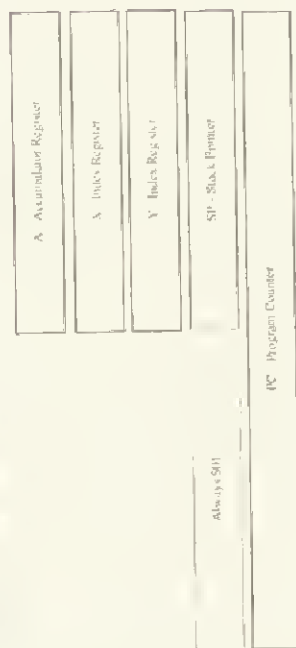 A Accumulator Register
X Index Register
Y Index Register
SP - Stack Pointer
Always $01
PC Program Counter